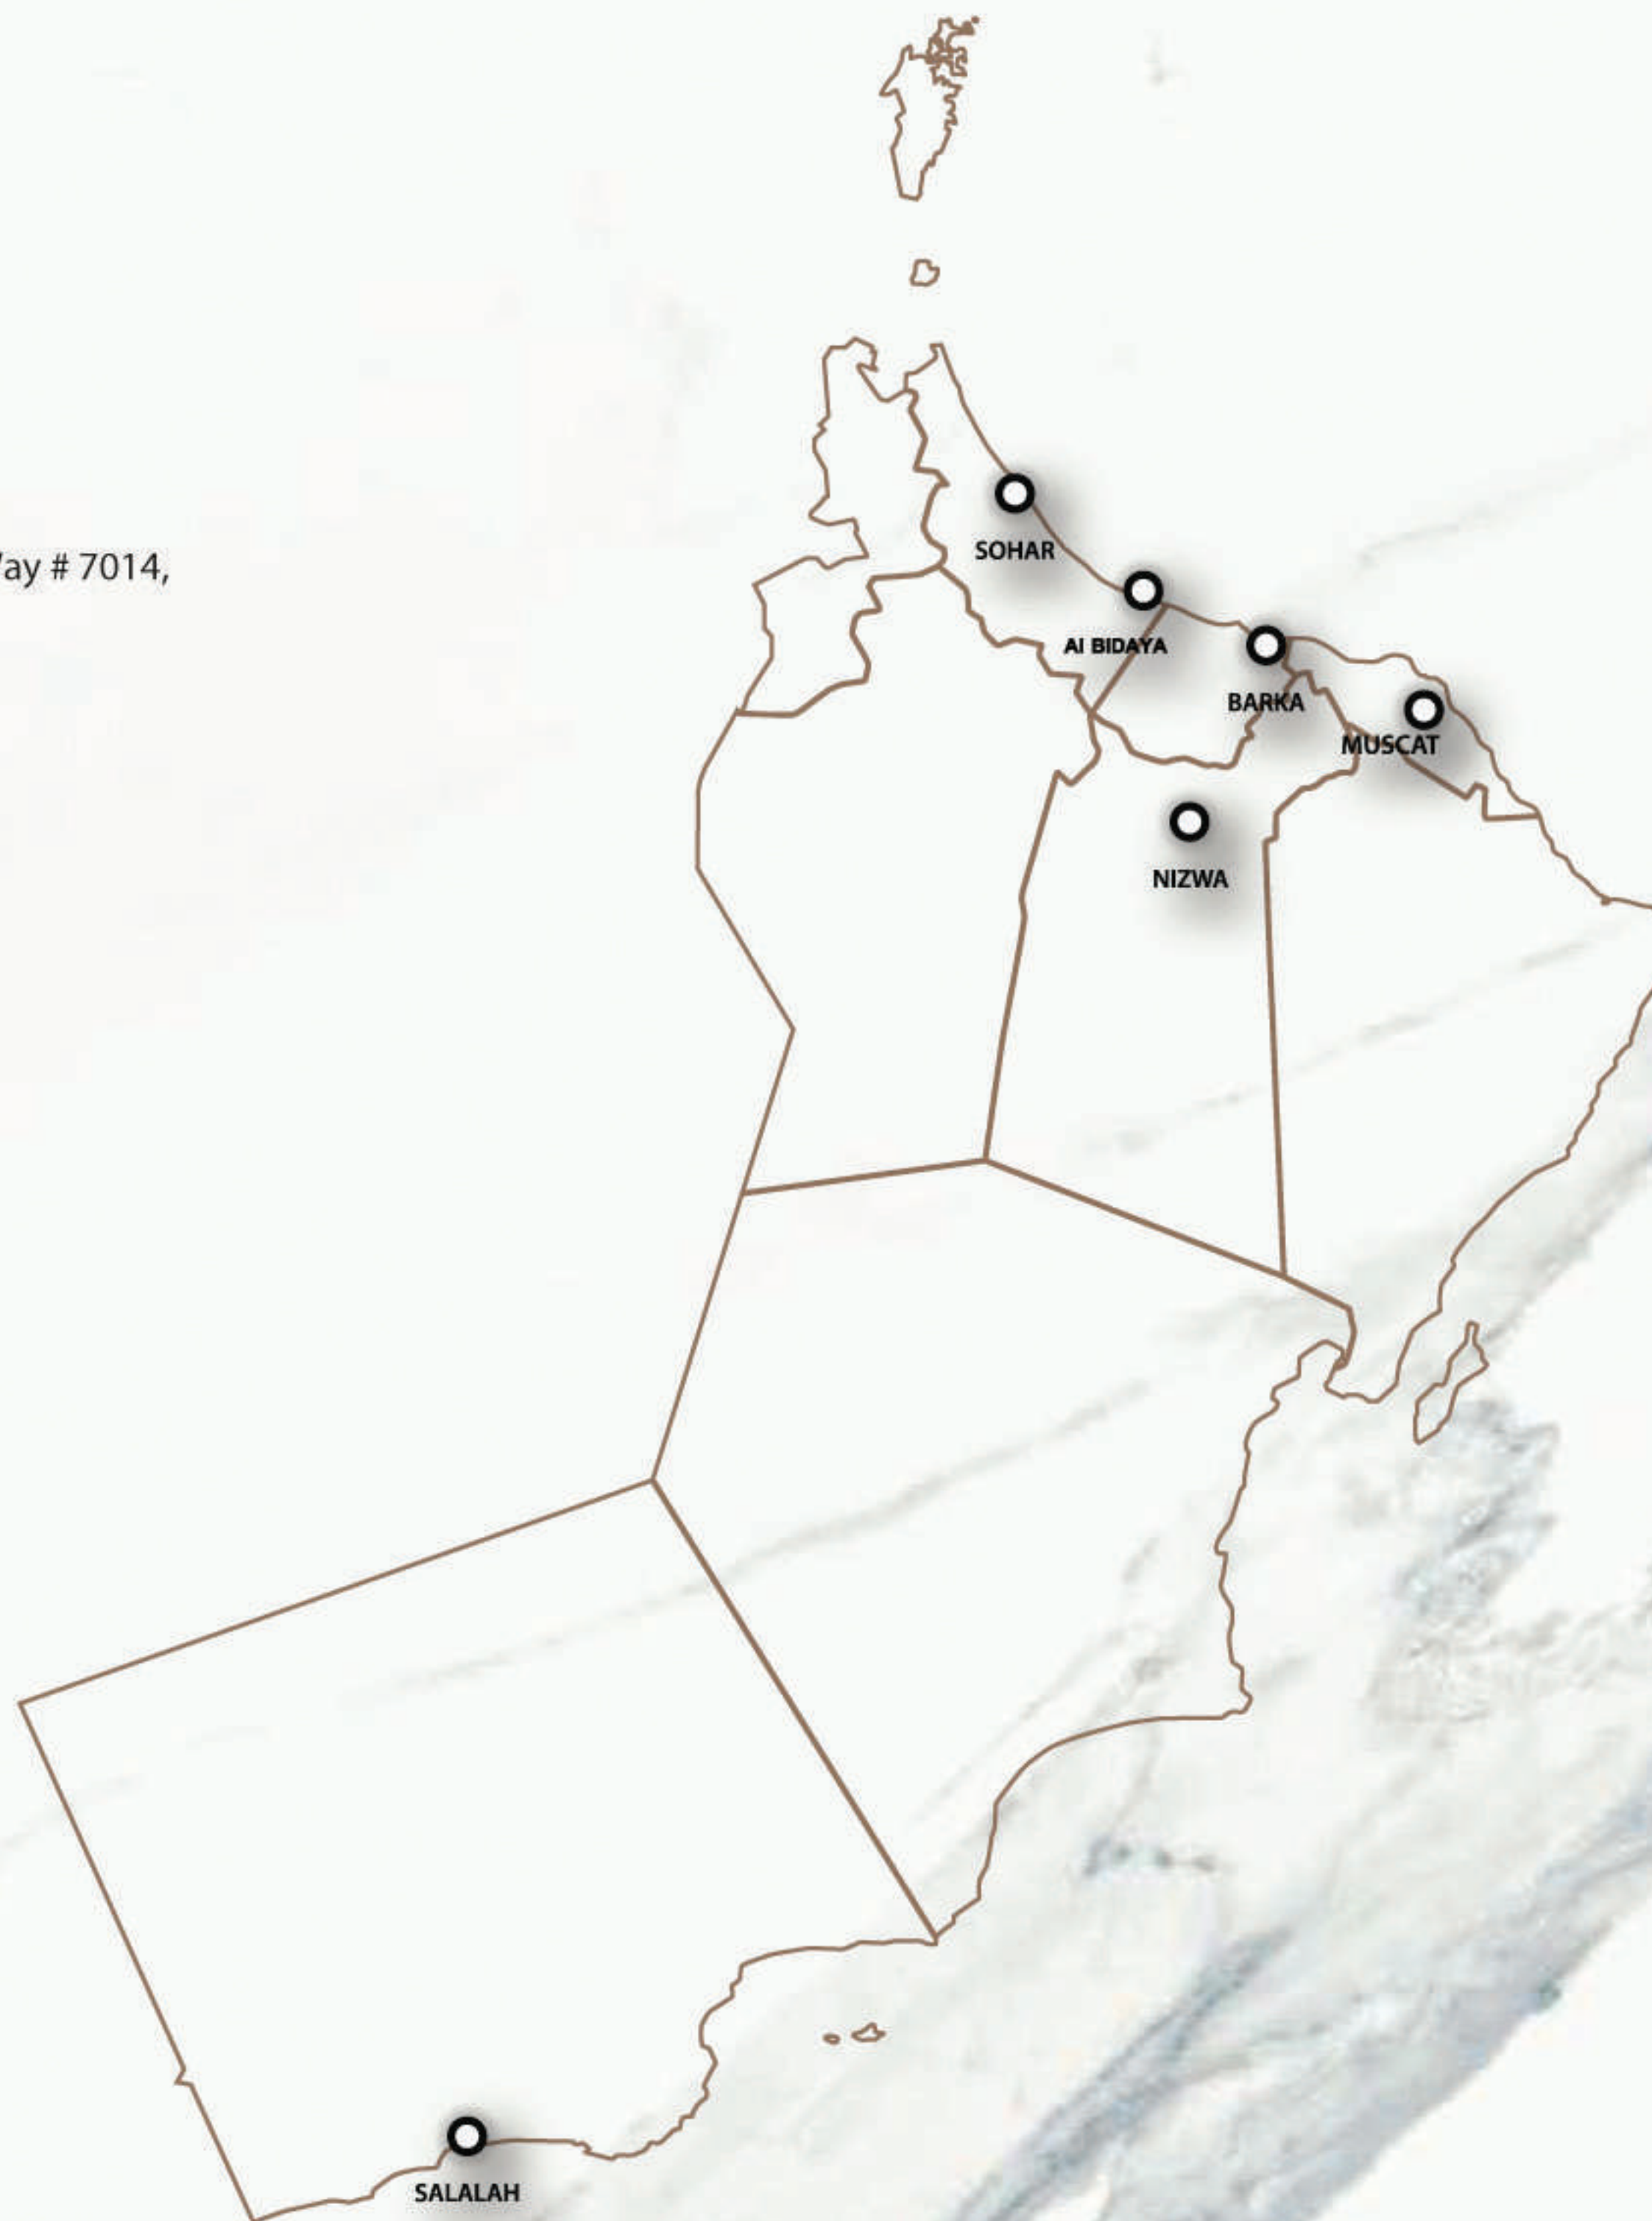 ay # 7014,
SOHAR
Al BIDAYA
BARKA
MUSCAT
NIZWA
SALALAH